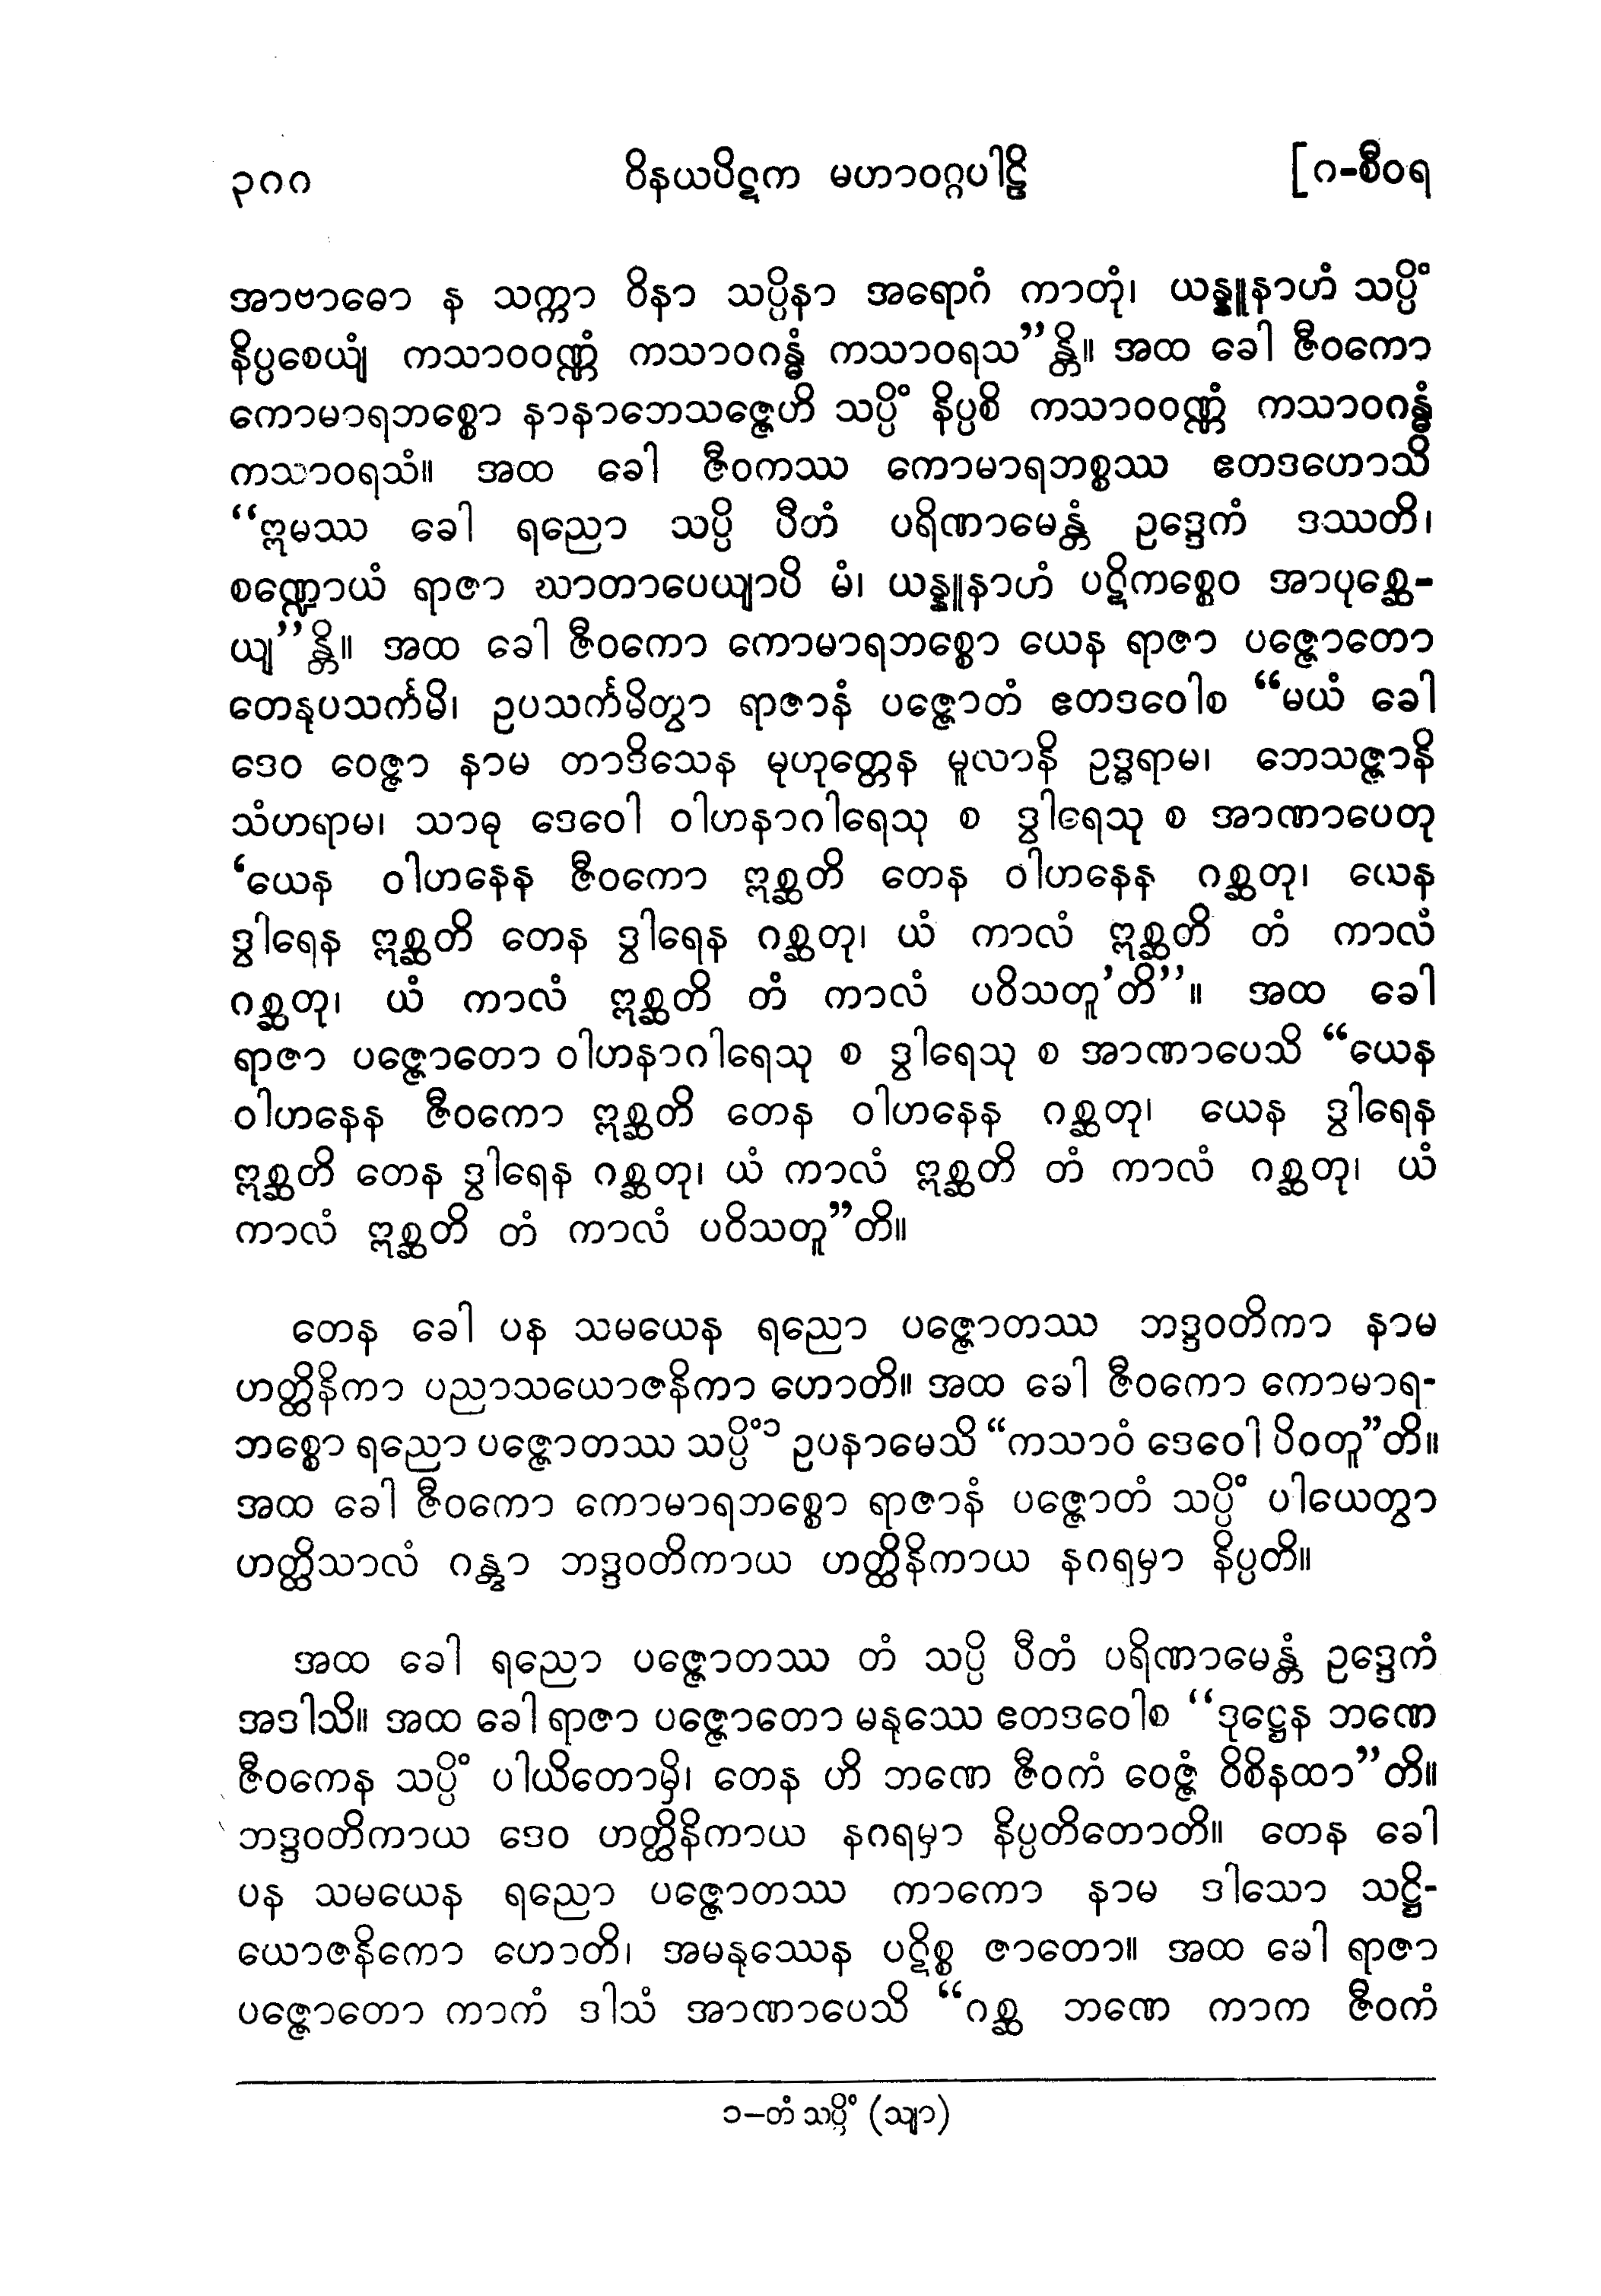 ၃၈၈ ဝိနယပိဋက မဟာဝဂ္ဂပါဠိ [၈-စီဝရ
အာဗာဓော န သက္ကာ ဝိနာ သပ္ပိနာ အရောဂံ ကာတုံ၊ ယန္နူနာဟံ သပ္ပိံ
နိပ္ပစေယျံ ကသာဝဝဏ္ဏံ ကသာဝဂန္ဓံ ကသာဝရသ”န္တိ။ အထ ခေါ ဇီဝကော
ကောမာရဘစ္စော နာနာဘေသဇ္ဇေဟိ သပ္ပိံ နိပ္ပစိ ကသာဝဝဏ္ဏံ ကသာဝဂန္ဓံ
ကသာဝရသံ။ အထ ခေါ ဇီဝကဿ ကောမာရဘစ္စဿ ဧတဒဟောသိ
“ဣမဿ ခေါ ရညော သပ္ပိ ပီတံ ပရိဏာမေန္တံ ဥဒ္ဒေကံ ဒဿတိ၊
စဏ္ဍောယံ ရာဇာ ဃာတာပေယျာပိ မံ၊ ယန္နူနာဟံ ပဋိကစ္စေဝ အာပုစ္ဆေ-
ယျ”န္တိ။ အထ ခေါ ဇီဝကော ကောမာရဘစ္စော ယေန ရာဇာ ပဇ္ဇောတော
တေနုပသင်္ကမိ၊ ဥပသင်္ကမိတွာ ရာဇာနံ ပဇ္ဇောတံ ဧတဒဝေါစ “မယံ ခေါ
ဒေဝ ဝေဇ္ဇာ နာမ တာဒိသေန မုဟုတ္တေန မူလာနိ ဥဒ္ဓရာမ၊ ဘေသဇ္ဇာနိ
သံဟရာမ၊ သာဓု ဒေဝေါ ဝါဟနာဂါရေသု စ ဒွါရေသု စ အာဏာပေတု
‘ယေန ဝါဟနေန ဇီဝကော ဣစ္ဆတိ တေန ဝါဟနေန ဂစ္ဆတု၊ ယေန
ဒွါရေန ဣစ္ဆတိ တေန ဒွါရေန ဂစ္ဆတု၊ ယံ ကာလံ ဣစ္ဆတိ တံ ကာလံ
ဂစ္ဆတု၊ ယံ ကာလံ ဣစ္ဆတိ တံ ကာလံ ပဝိသတူ’တိ”။ အထ ခေါ
ရာဇာ ပဇ္ဇောတော ဝါဟနာဂါရေသု စ ဒွါရေသု စ အာဏာပေသိ “ယေန
ဝါဟနေန ဇီဝကော ဣစ္ဆတိ တေန ဝါဟနေန ဂစ္ဆတု၊ ယေန ဒွါရေန
ဣစ္ဆတိ တေန ဒွါရေန ဂစ္ဆတု၊ ယံ ကာလံ ဣစ္ဆတိ တံ ကာလံ ဂစ္ဆတု၊ ယံ
ကာလံ ဣစ္ဆတိ တံ ကာလံ ပဝိသတူ”တိ။
တေန ခေါ ပန သမယေန ရညော ပဇ္ဇောတဿ ဘဒ္ဒဝတိကာ နာမ
ဟတ္ထိနိကာ ပညာသယောဇနိကာ ဟောတိ။ အထ ခေါ ဇီဝကော ကောမာရ-
ဘစ္စော ရညော ပဇ္ဇောတဿ သပ္ပိံ၁ ဥပနာမေသိ “ကသာဝံ ဒေဝေါ ပိဝတူ”တိ။
အထ ခေါ ဇီဝကော ကောမာရဘစ္စော ရာဇာနံ ပဇ္ဇောတံ သပ္ပိံ ပါယေတွာ
ဟတ္ထိသာလံ ဂန္တွာ ဘဒ္ဒဝတိကာယ ဟတ္ထိနိကာယ နဂရမှာ နိပ္ပတိ။
အထ ခေါ ရညော ပဇ္ဇောတဿ တံ သပ္ပိ ပီတံ ပရိဏာမေန္တံ ဥဒ္ဒေကံ
အဒါသိ။ အထ ခေါ ရာဇာ ပဇ္ဇောတော မနုဿေ ဧတဒဝေါစ “ဒုဋ္ဌေန ဘဏေ
ဇီဝကေန သပ္ပိံ ပါယိတောမှိ၊ တေန ဟိ ဘဏေ ဇီဝကံ ဝေဇ္ဇံ ဝိစိနထာ”တိ။
ဘဒ္ဒဝတိကာယ ဒေဝ ဟတ္ထိနိကာယ နဂရမှာ နိပ္ပတိတောတိ။ တေန ခေါ
ပန သမယေန ရညော ပဇ္ဇောတဿ ကာကော နာမ ဒါသော သဋ္ဌိ-
ယောဇနိကော ဟောတိ၊ အမနုဿေန ပဋိစ္စ ဇာတော။ အထ ခေါ ရာဇာ
ပဇ္ဇောတော ကာကံ ဒါသံ အာဏာပေသိ “ဂစ္ဆ ဘဏေ ကာက ဇီဝကံ
၁–တံ သပ္ပိံ (သျာ)